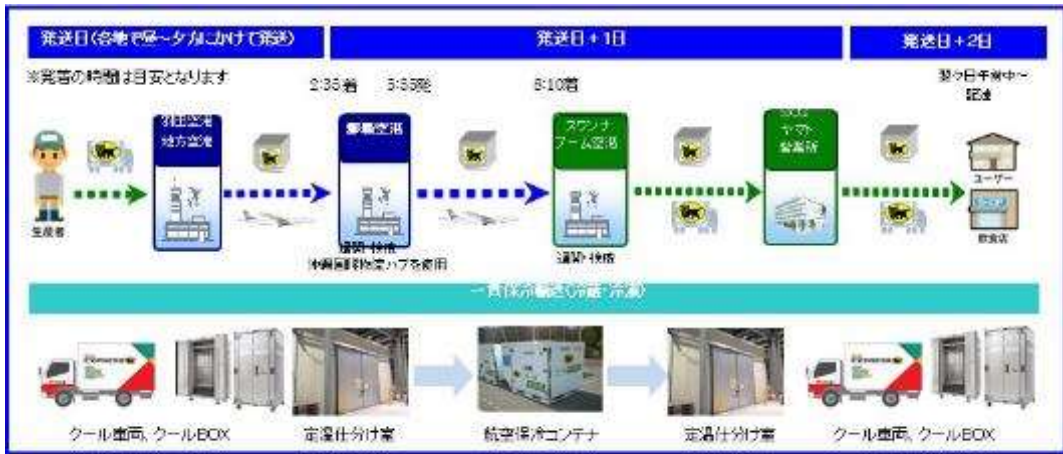 発送日(各地で昼~夕方にかけて発送)
発送日+1日
発送日+2日
※発着の時間は目安となります
2:35着
5:55発
8:10着
翌々日午前中~
配達
羽田空港
地方空港
那覇空港
スワンナ
プーム空港
ヤマト
営業所
生産者
ユーザー
飲食店
通関・検疫
沖縄国際物流ハブを使用
通関・検疫
一貫保冷輸送(冷蔵・冷凍)
クール車両、クールBOX
定温仕分け室
航空保冷コンテナ
定温仕分け室
クール車両、クールBOX